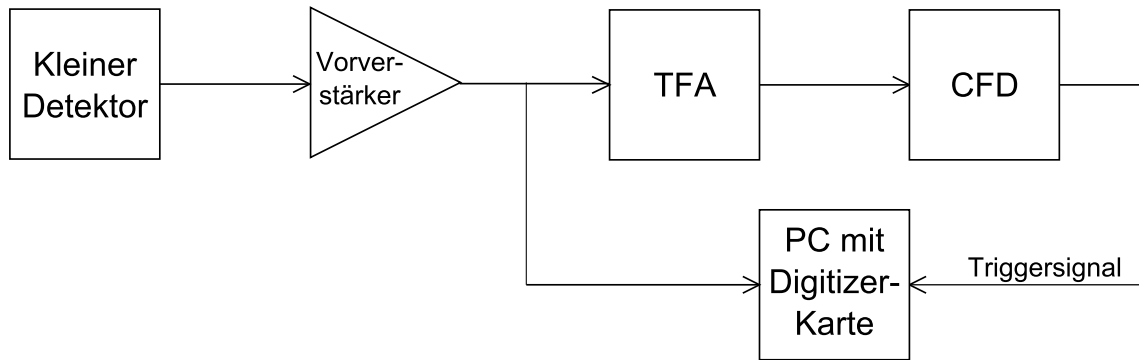 Kleiner
Detektor
Vorver-
stärker
TFA
CFD
PC mit
Digitizer-
Karte
Triggersignal